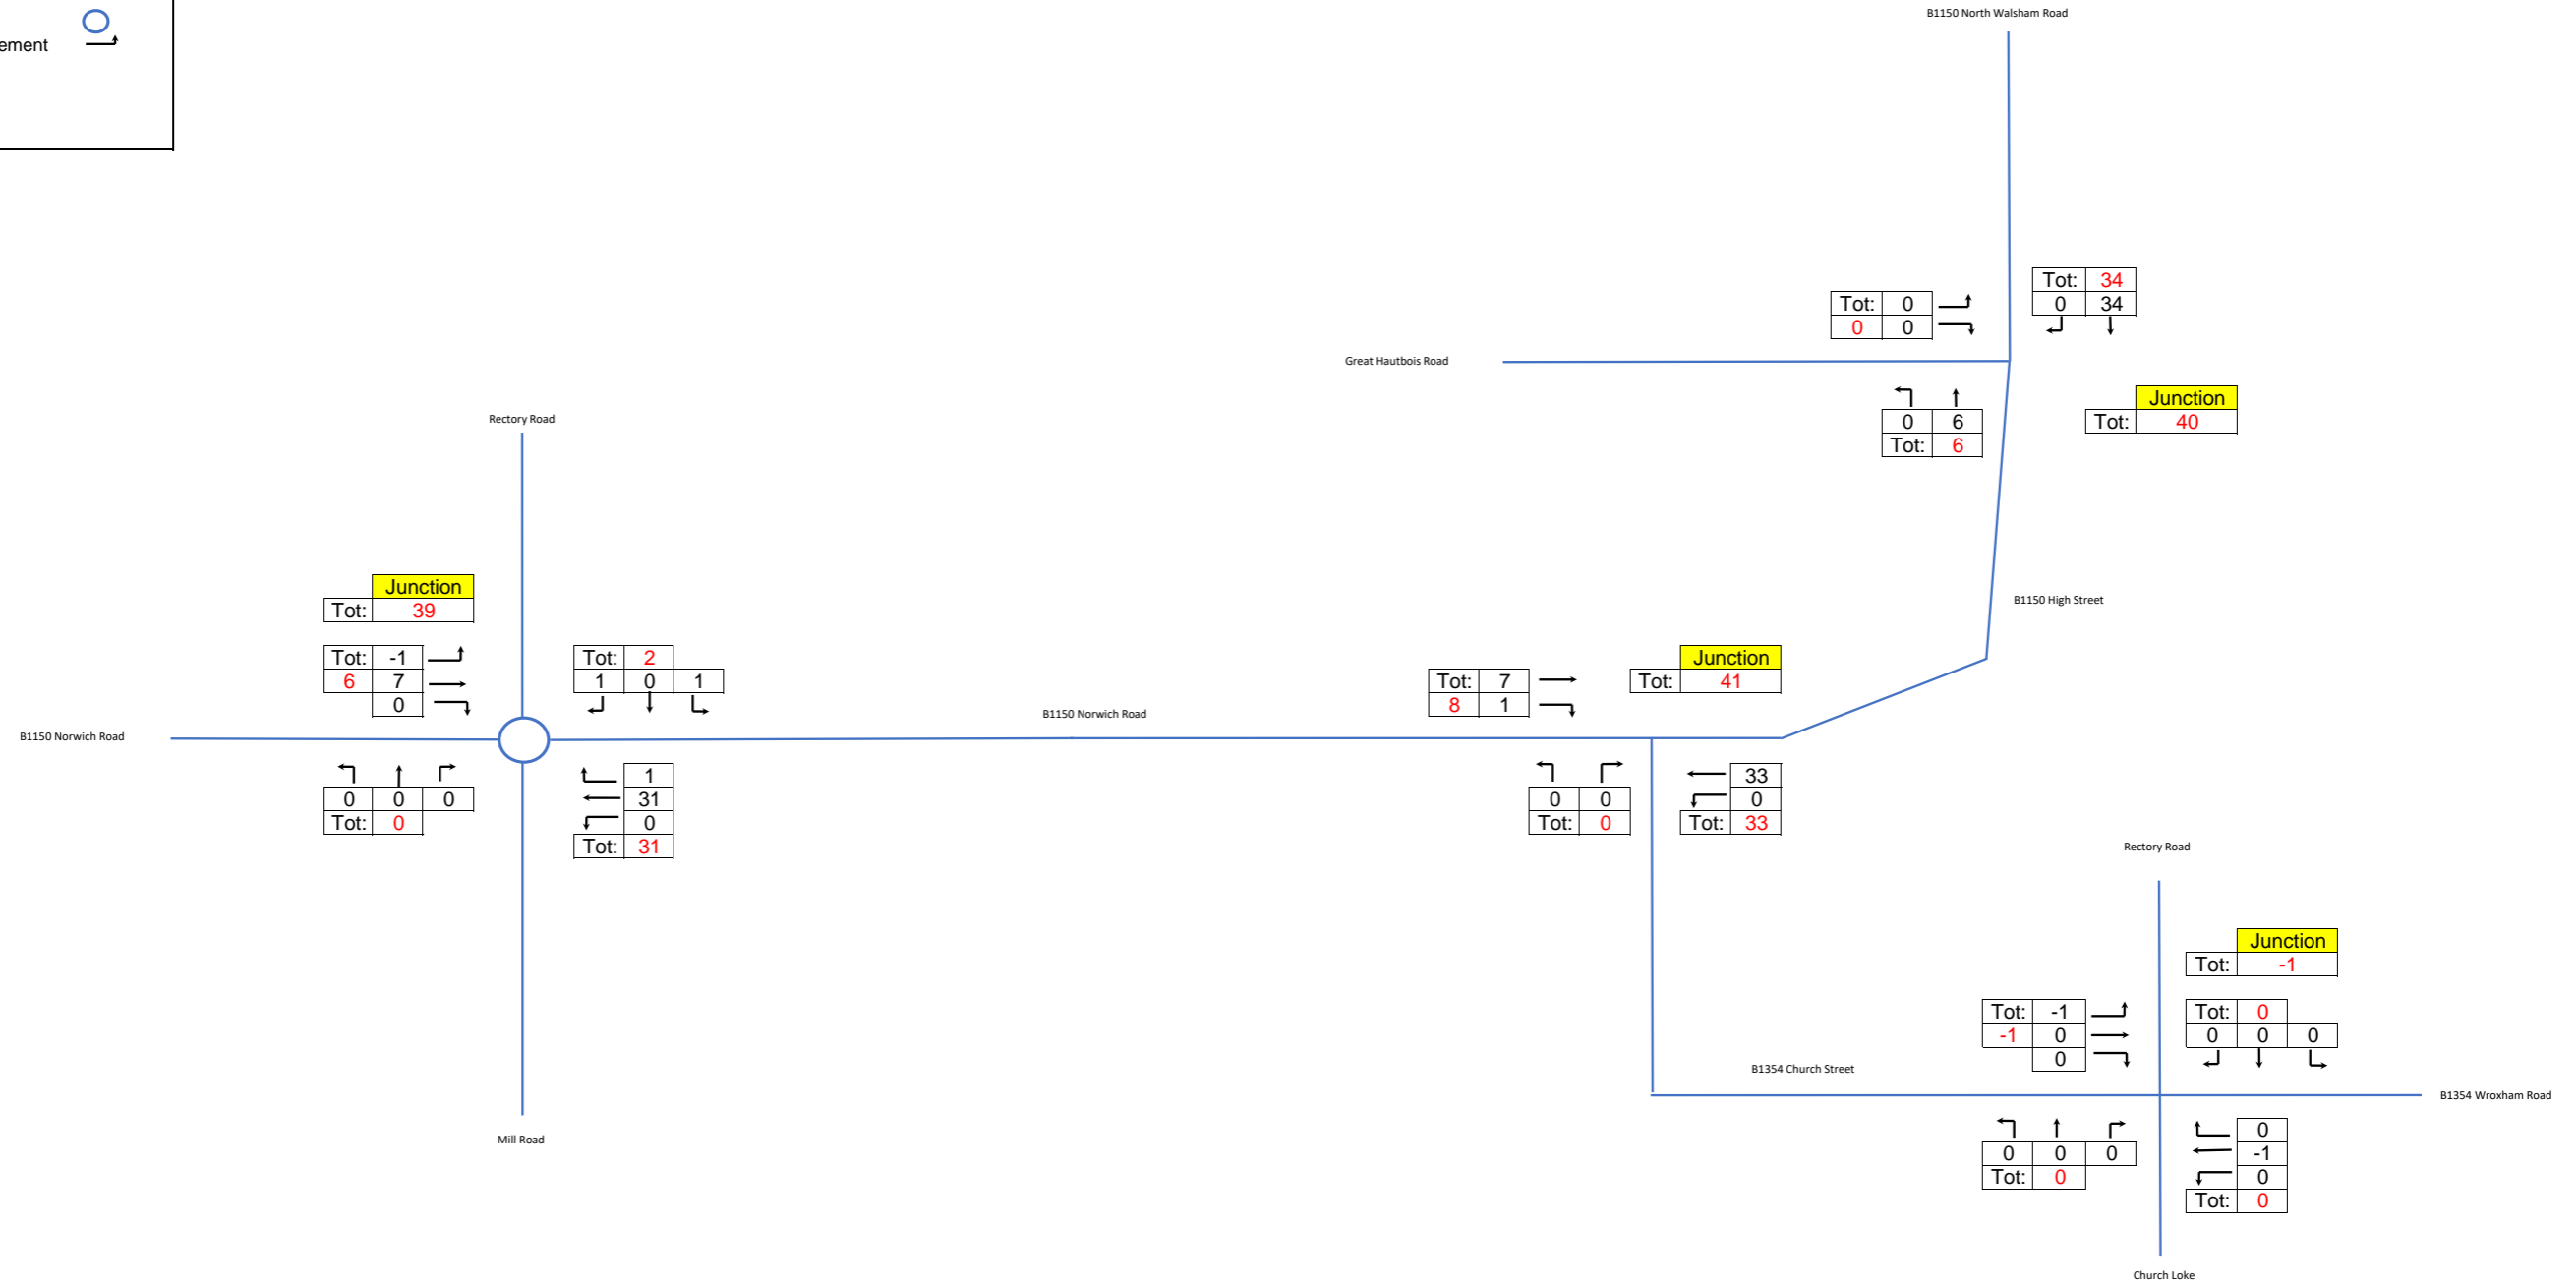 ement
B1150 North Walsham Road
Tot: 34
0 34
Tot: 0
0 0
Great Hautbois Road
Junction
Tot: 40
0 6
Tot: 6
Rectory Road
B1150 High Street
Junction
Tot: 39
Tot: -1
6 7
0
Tot: 2
1 0 1
Junction
Tot: 41
Tot: 7
8 1
B1150 Norwich Road
B1150 Norwich Road
0 0 0
Tot: 0
1
31
0
Tot: 31
0 0
Tot: 0
33
0
Tot: 33
Rectory Road
Junction
Tot: -1
Tot: -1
-1 0
0
Tot: 0
0 0 0
B1354 Church Street
B1354 Wroxham Road
0 0 0
Tot: 0
0
-1
0
Tot: 0
Mill Road
Church Loke